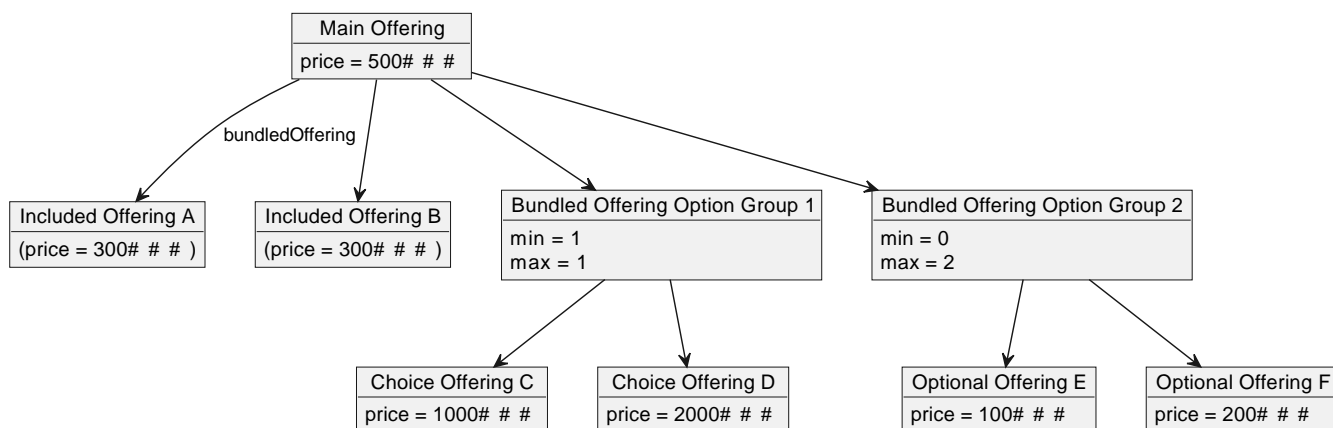 Main Offering
price = 500# # #
bundledOffering
Included Offering A
(price = 300# # # )
Included Offering B
(price = 300# # # )
Bundled Offering Option Group 1
min = 1
max = 1
Bundled Offering Option Group 2
min = 0
max = 2
Choice Offering C
price = 1000# # #
Choice Offering D
price = 2000# # #
Optional Offering E
price = 100# # #
Optional Offering F
price = 200# # #